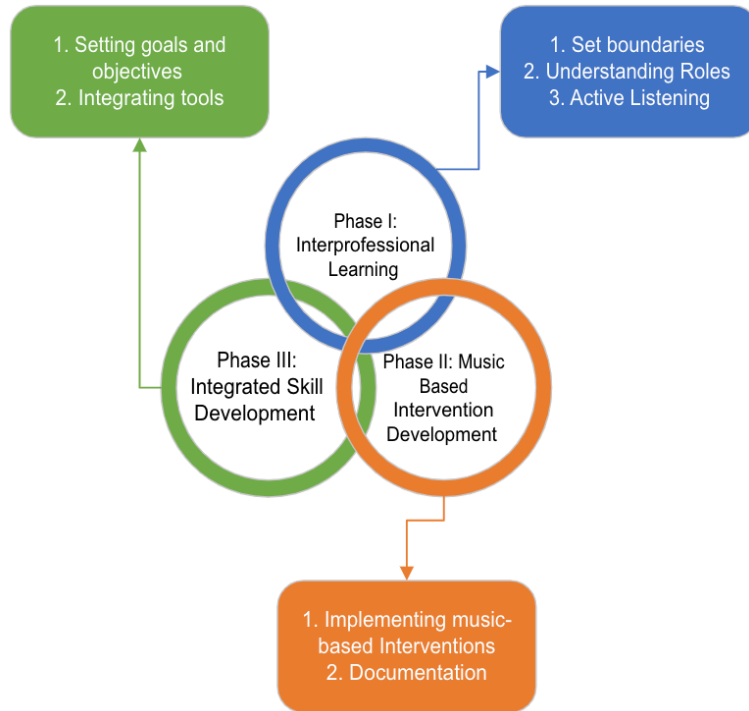 1. Setting goals and
objectives
2. Integrating tools
1. Set boundaries
2. Understanding Roles
3. Active Listening
Phase I:
Interprofessional
Learning
Phase III:
Integrated Skill
Development
Phase II: Music
Based
Intervention
Development
1. Implementing music-
based Interventions
2. Documentation